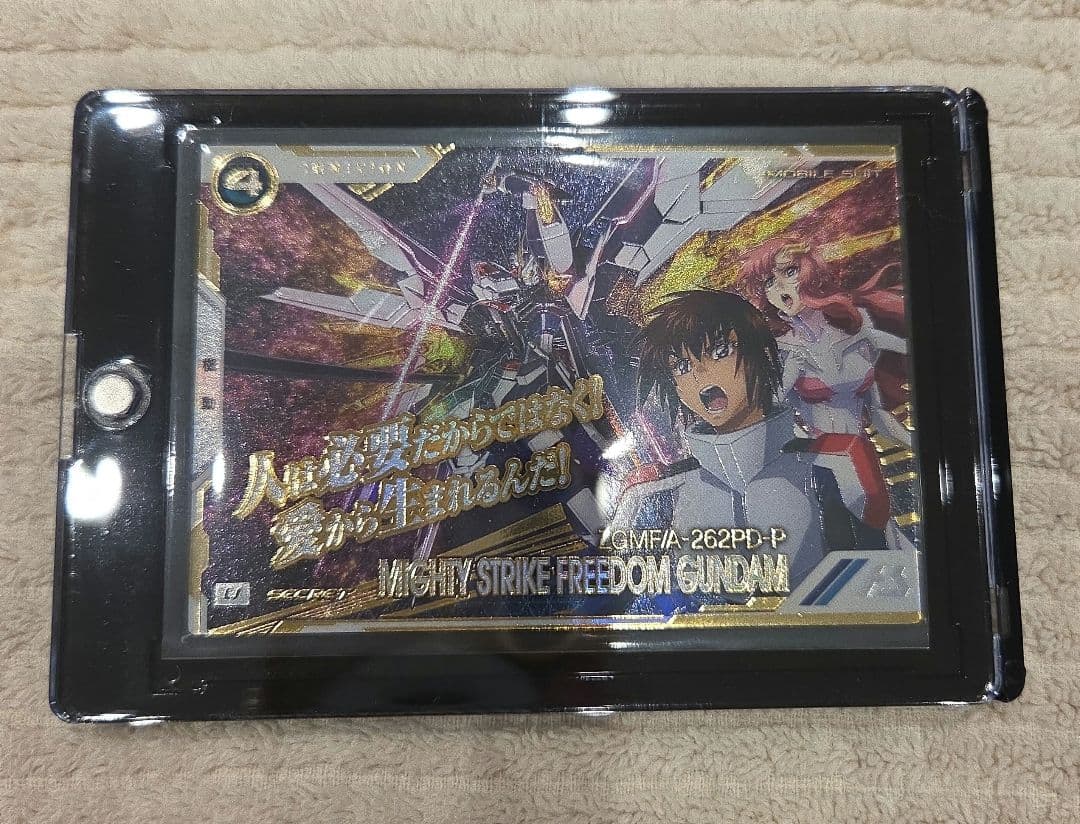 4
IGNITION
MOBILE SUIT
人は必要だからではなく!
愛から生まれるんだ!
ZGMF/A-262PD-P
U SECRET
MIGHTY STRIKE FREEDOM GUNDAM